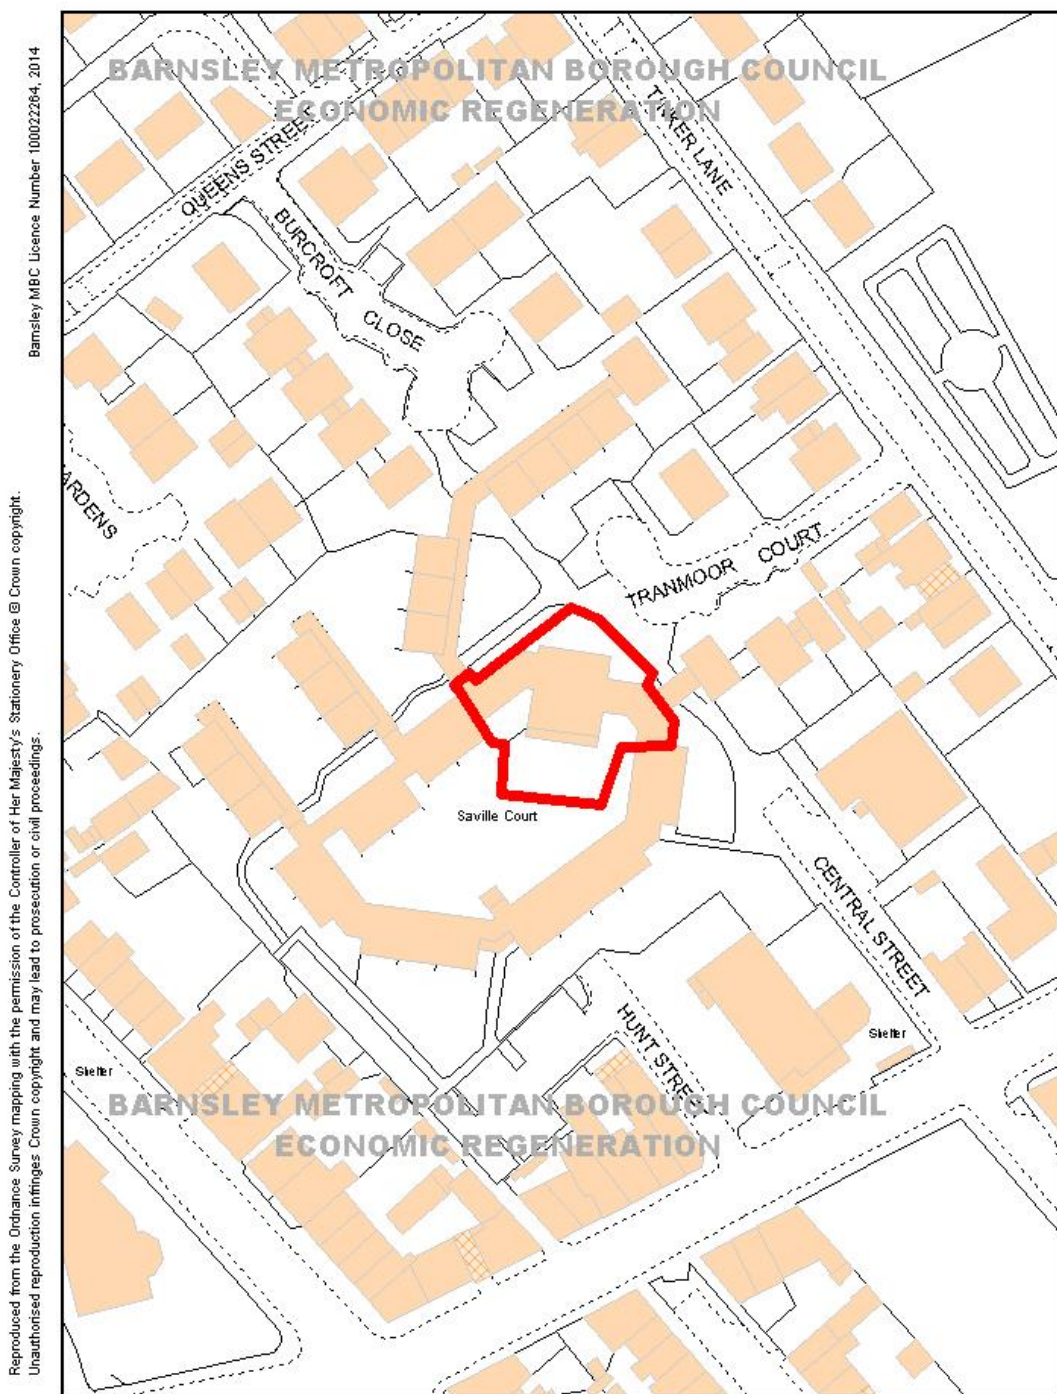 Barnsley MBC Licence Number 100022264, 2014
Reproduced from the Ordnance Survey mapping with the permission of the Controller of Her Majesty's Stationery Office © Crown copyright.
Unauthorised reproduction infringes Crown copyright and may lead to prosecution or civil proceedings.
BARNSLEY METROPOLITAN BOROUGH COUNCIL
ECONOMIC REGENERATION
QUEENS STREET
TINKER LANE
BURCROFT CLOSE
ARDENS
TRANMOOR COURT
Saville Court
CENTRAL STREET
HUNT STREET
Shelter
Shelter
BARNSLEY METROPOLITAN BOROUGH COUNCIL
ECONOMIC REGENERATION